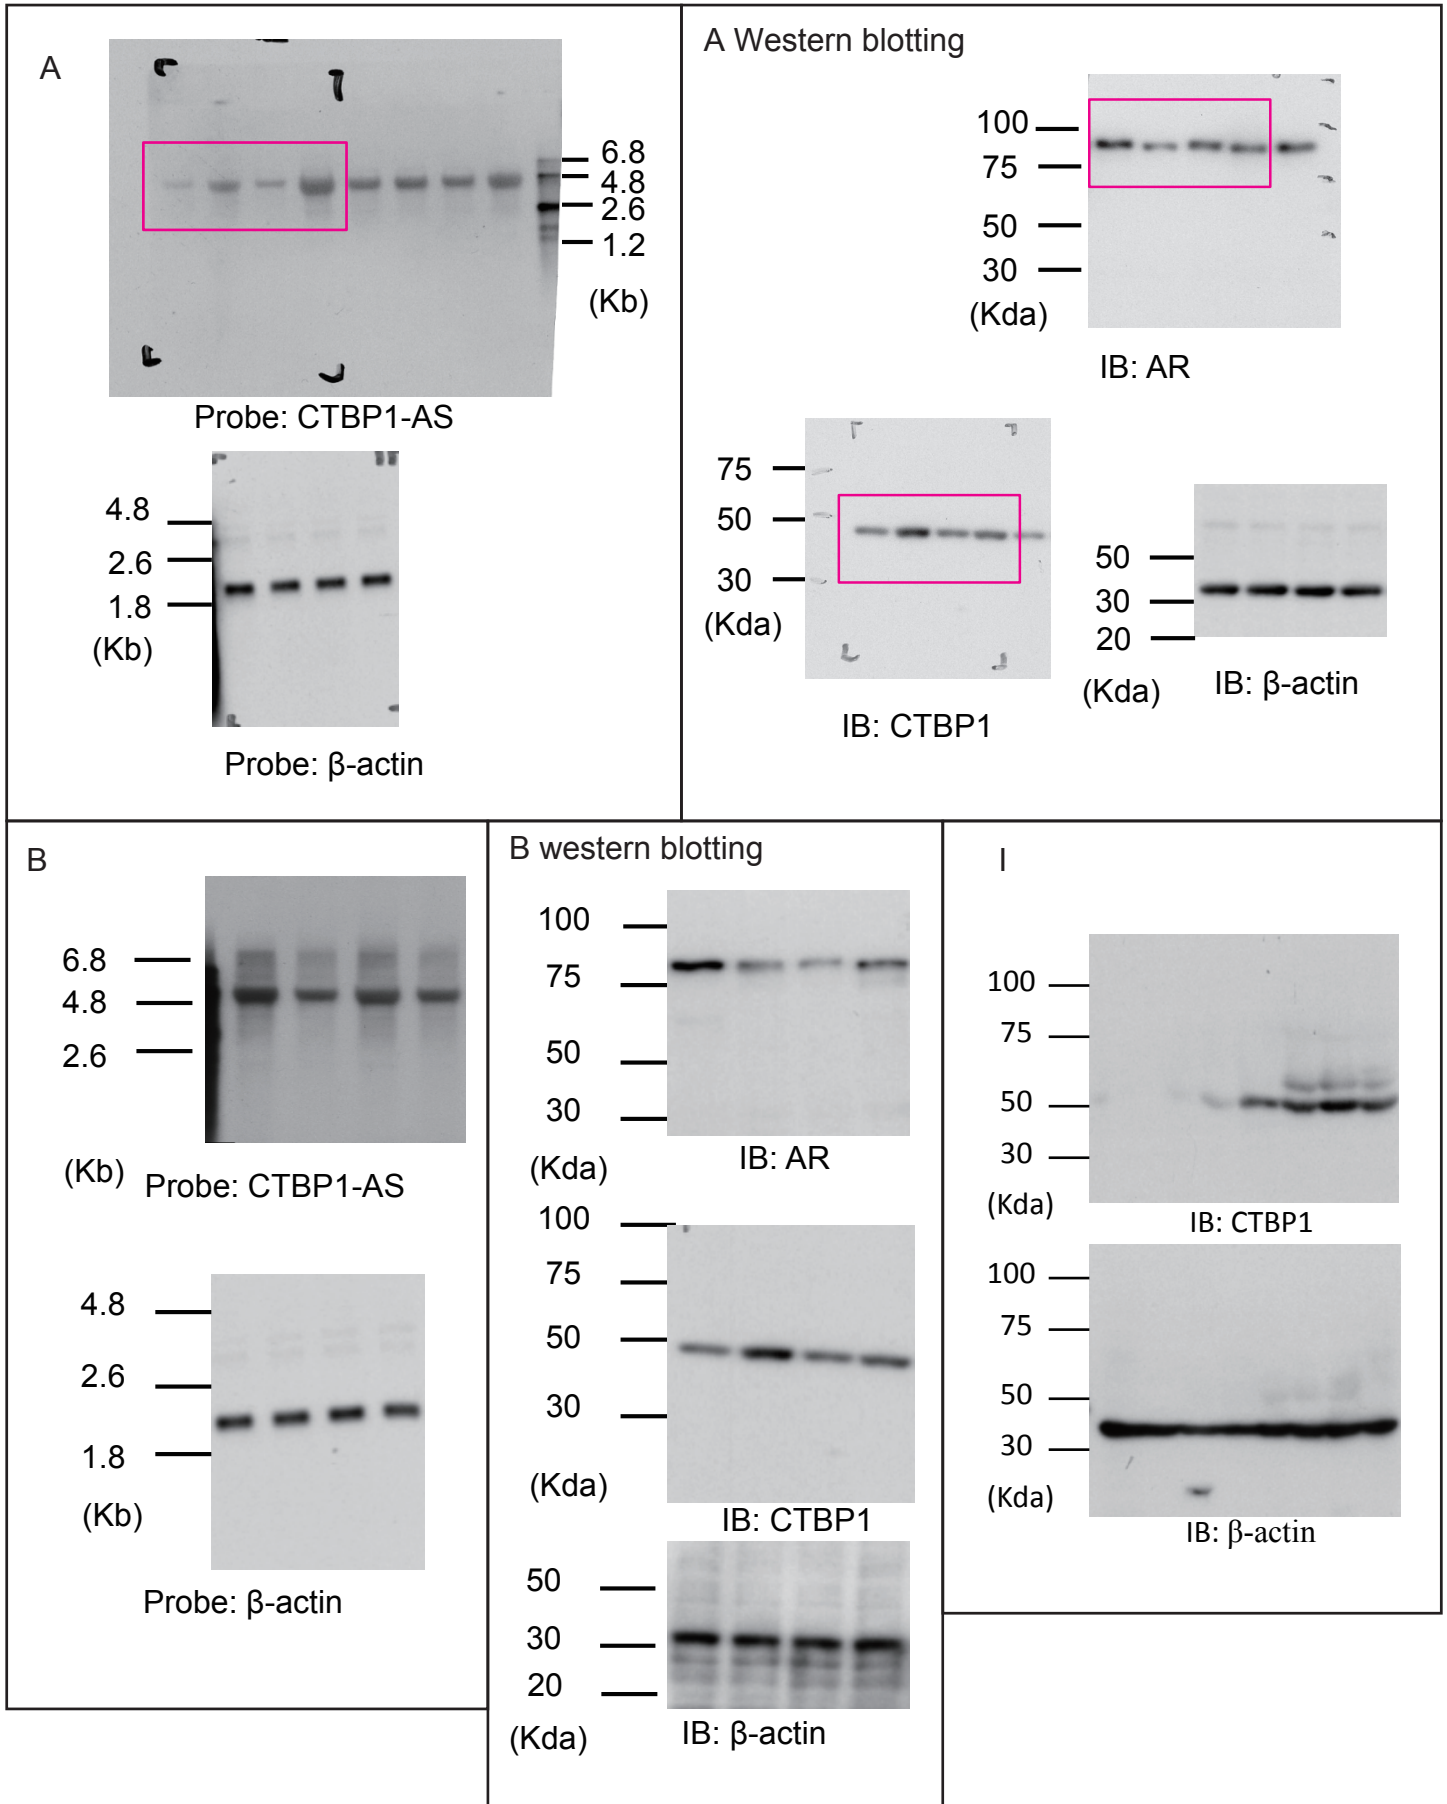 A
6.8
4.8
2.6
1.2
(Kb)
Probe: CTBP1-AS
4.8
2.6
1.8
(Kb)
Probe: β-actin
A Western blotting
100
75
50
30
(Kda)
IB: AR
75
50
30
(Kda)
IB: CTBP1
50
30
20
(Kda)
IB: β-actin
B
6.8
4.8
2.6
(Kb)
Probe: CTBP1-AS
4.8
2.6
1.8
(Kb)
Probe: β-actin
B western blotting
100
75
50
30
(Kda)
IB: AR
100
75
50
30
(Kda)
IB: CTBP1
50
30
20
(Kda)
IB: β-actin
I
100
75
50
30
(Kda)
IB: CTBP1
100
75
50
30
(Kda)
IB: β-actin